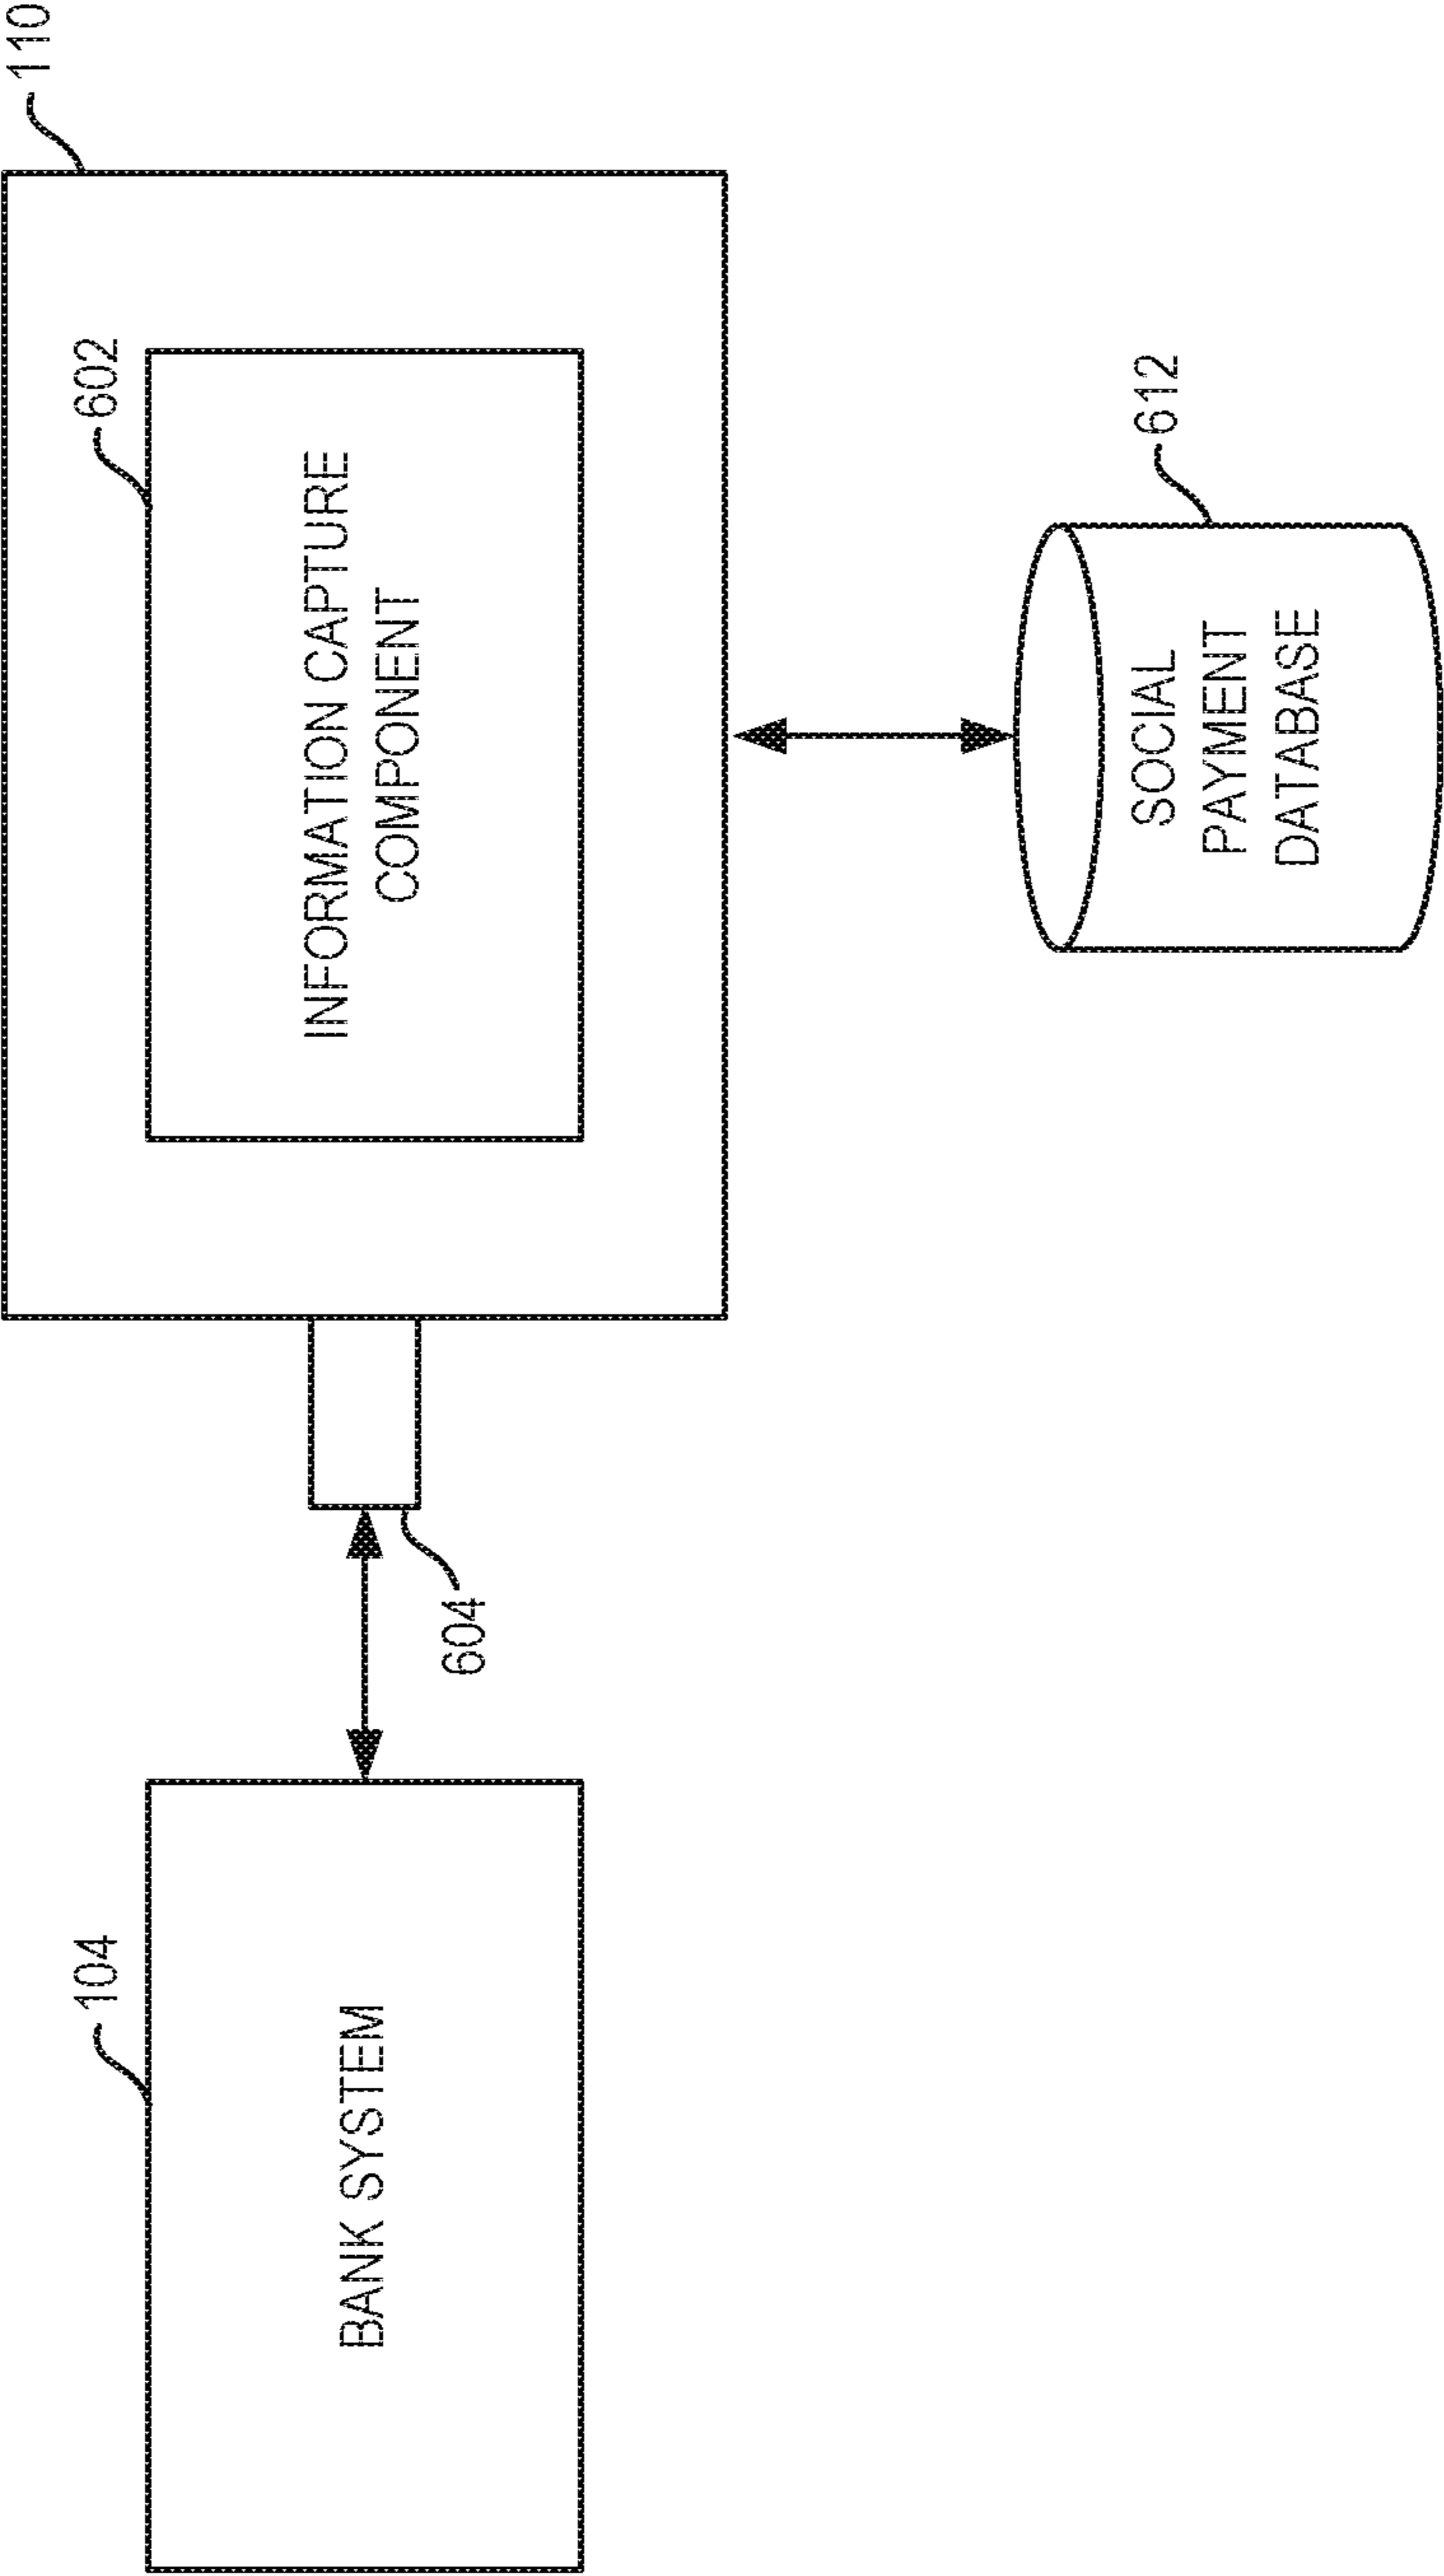 104
BANK SYSTEM
604
110
602
INFORMATION CAPTURE
COMPONENT
612
SOCIAL
PAYMENT
DATABASE